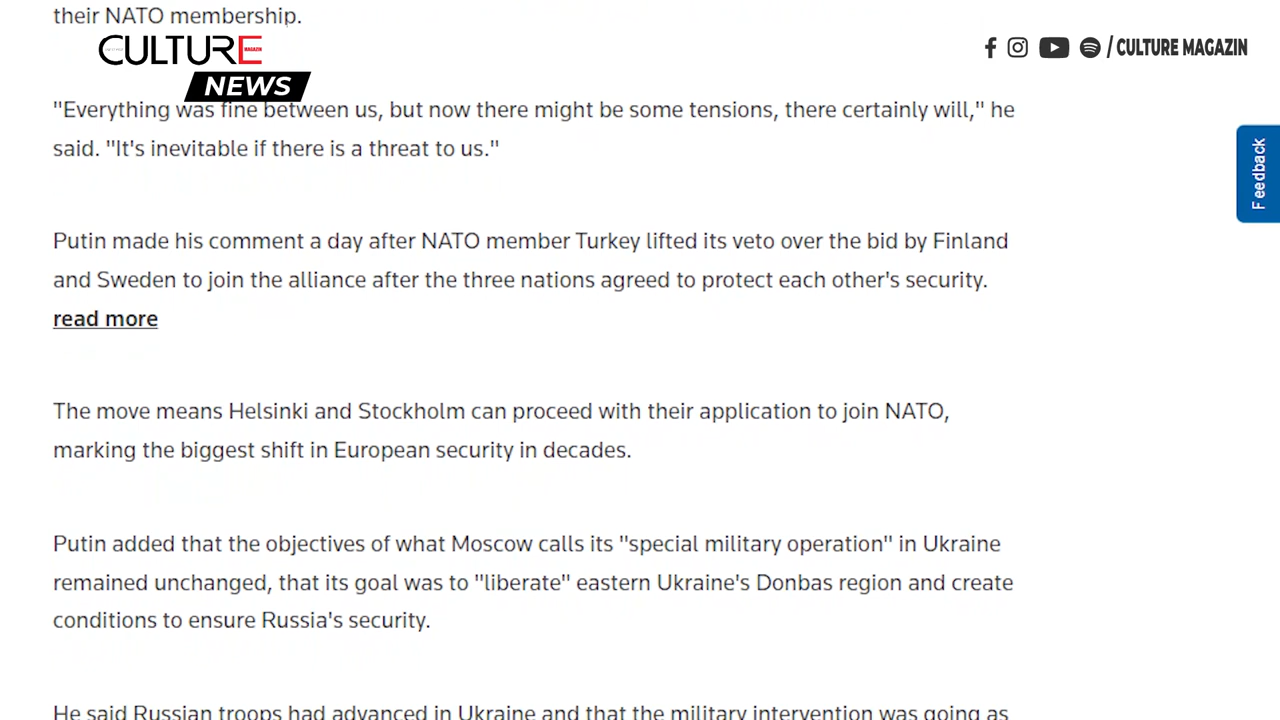 their NATO membership.
CULTURE MAGAZIN
NEWS
/ CULTURE MAGAZIN
"Everything was fine between us, but now there might be some tensions, there certainly will," he
said. "It's inevitable if there is a threat to us."
Feedback
Putin made his comment a day after NATO member Turkey lifted its veto over the bid by Finland
and Sweden to join the alliance after the three nations agreed to protect each other's security.
read more
The move means Helsinki and Stockholm can proceed with their application to join NATO,
marking the biggest shift in European security in decades.
Putin added that the objectives of what Moscow calls its "special military operation" in Ukraine
remained unchanged, that its goal was to "liberate" eastern Ukraine's Donbas region and create
conditions to ensure Russia's security.
He said Russian troops had advanced in Ukraine and that the military intervention was going as